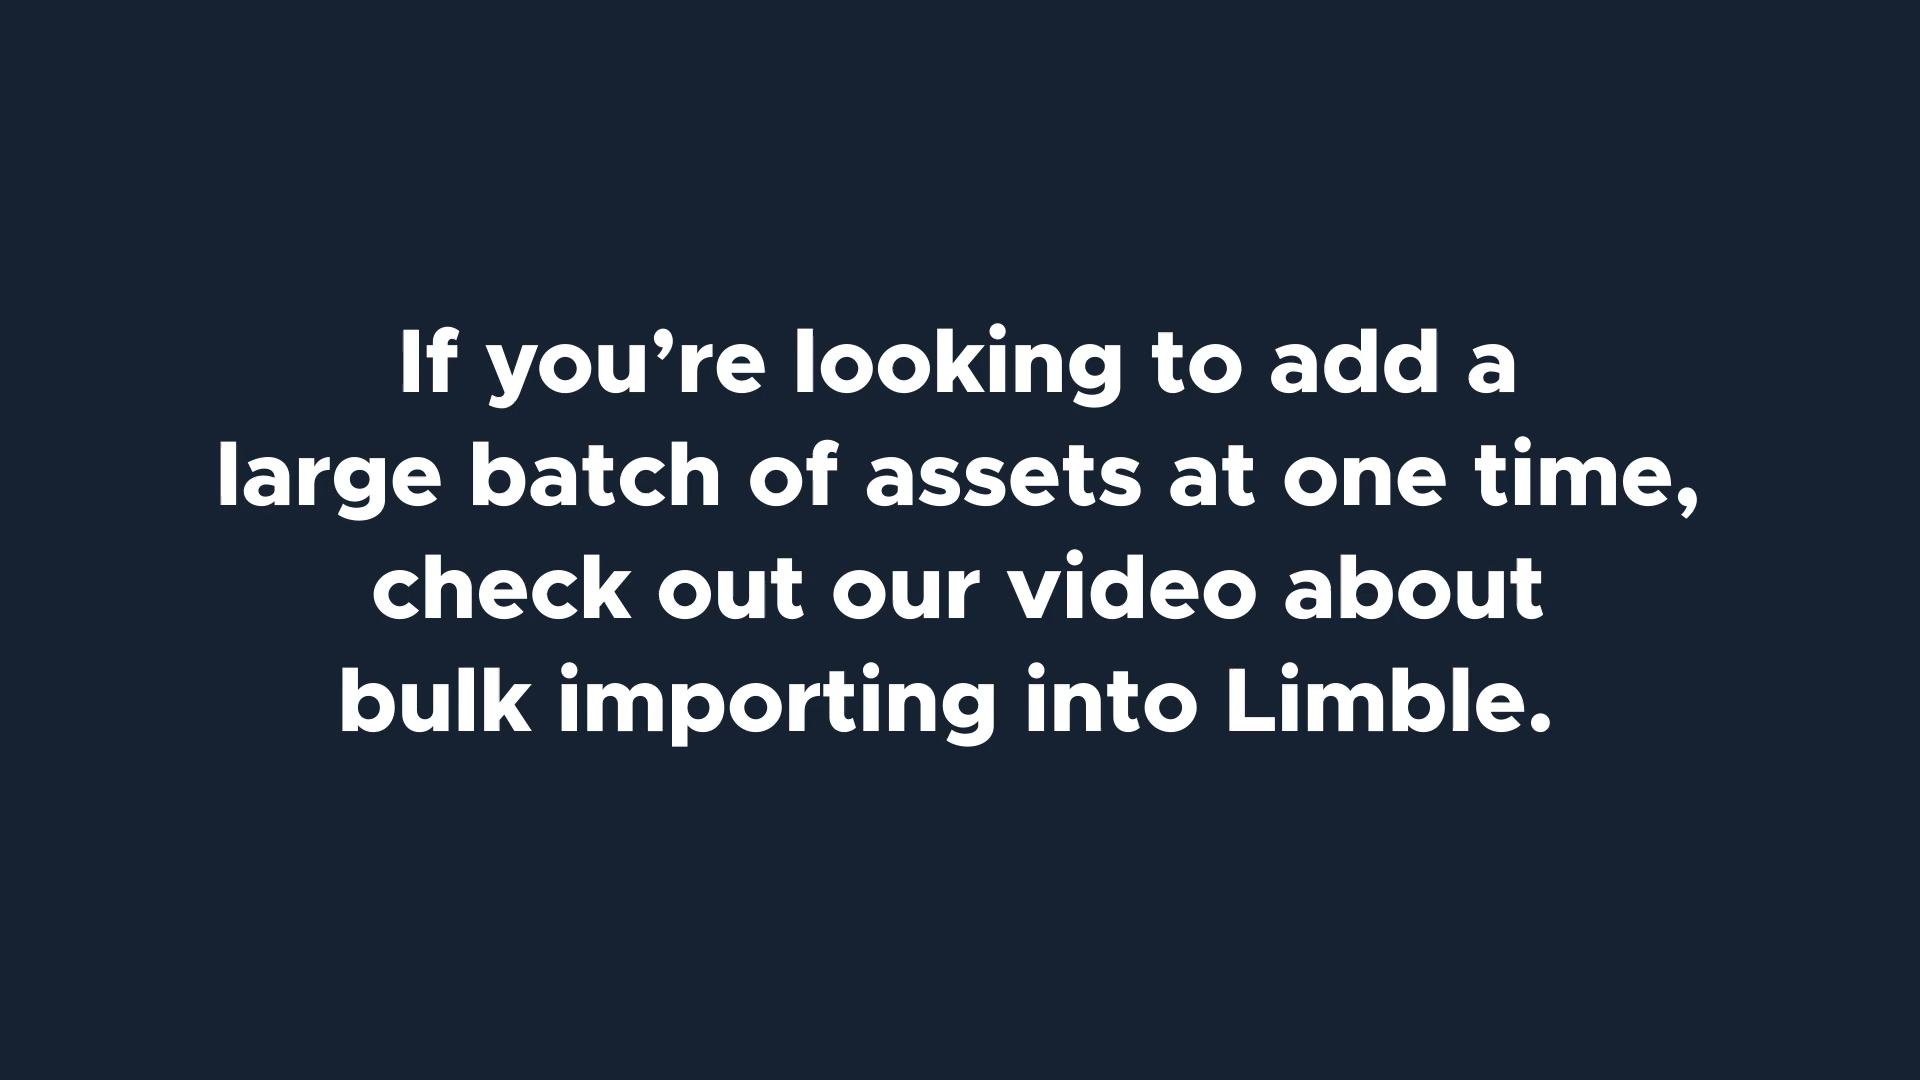 If you’re looking to add a
large batch of assets at one time,
check out our video about
bulk importing into Limble.